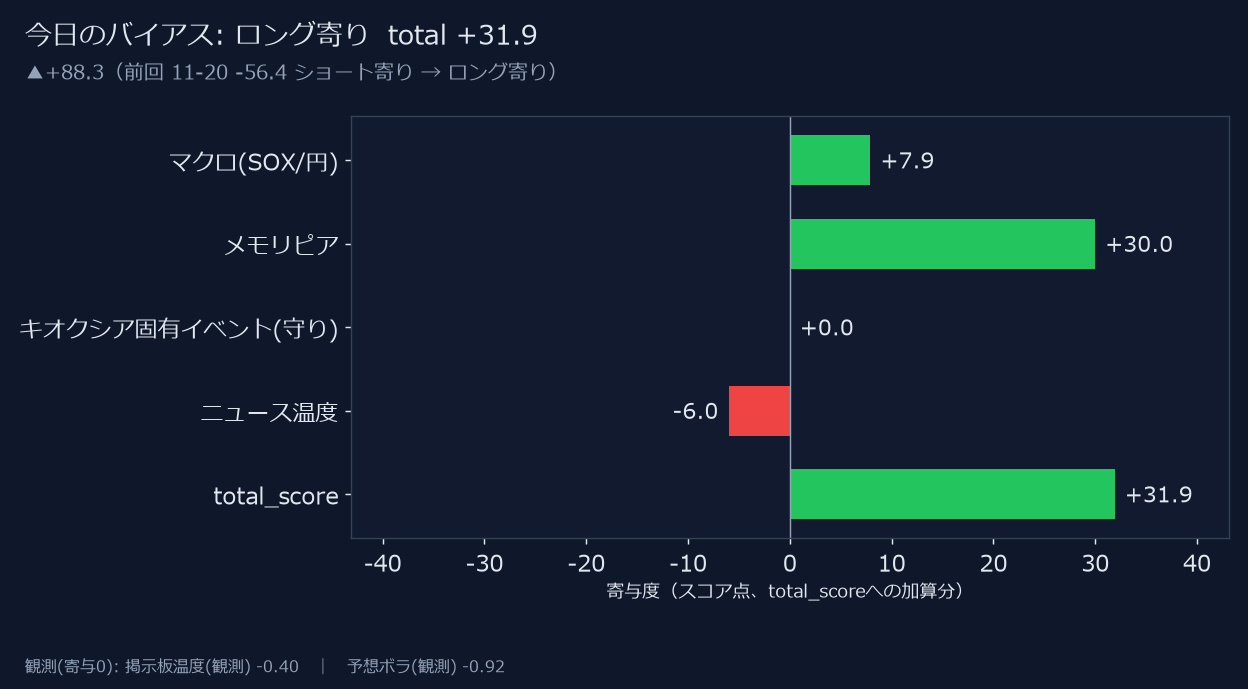 今日のバイアス: ロング寄り  total +31.9
▲+88.3（前回 11-20 -56.4 ショート寄り → ロング寄り）
マクロ(SOX/円)
+7.9
メモリピア
+30.0
キオクシア固有イベント(守り)
+0.0
ニュース温度
-6.0
total_score
+31.9
-40 -30 -20 -10 0 10 20 30 40
寄与度（スコア点、total_scoreへの加算分）
観測(寄与0): 掲示板温度(観測) -0.40 ｜ 予想ボラ(観測) -0.92